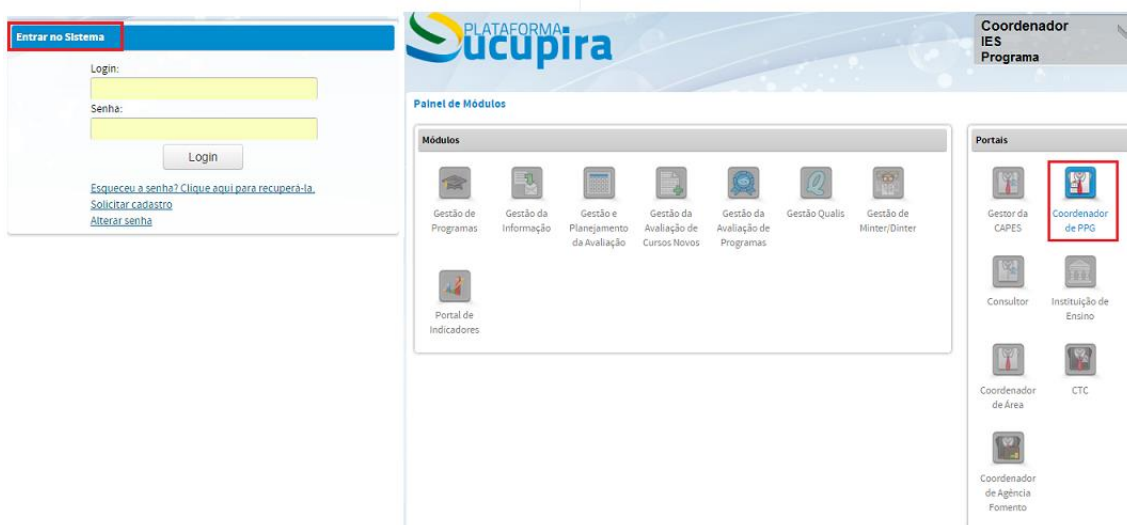 Entrar no Sistema
Login:
Senha:
Login
Esqueceu a senha? Clique aqui para recuperá-la.
Solicitar cadastro
Alterar senha
PLATAFORMA
Sucupira
Coordenador
IES
Programa
Painel de Módulos
Módulos
Gestão de
Programas
Gestão da
Informação
Gestão e
Planejamento
da Avaliação
Gestão da
Avaliação de
Cursos Novos
Gestão da
Avaliação de
Programas
Gestão Qualis
Gestão de
Minter/Dinter
Portal de
Indicadores
Portais
Gestor da
CAPES
Coordenador
de PPG
Consultor
Instituição de
Ensino
Coordenador
de Área
CTC
Coordenador
de Agência
Fomento